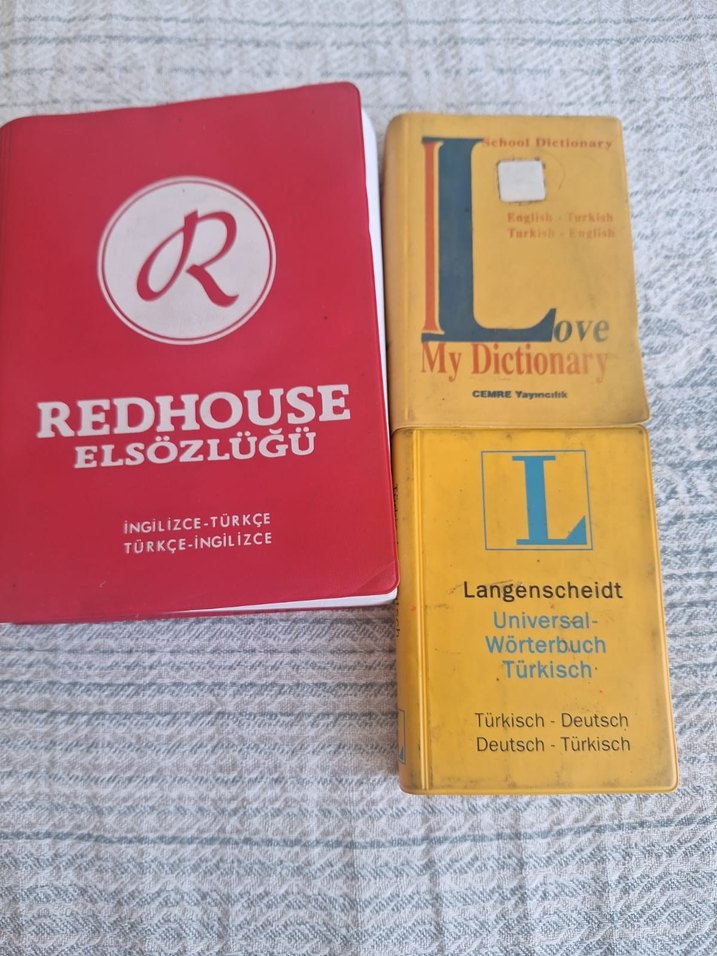 R
REDHOUSE
ELSÖZLÜĞÜ
İNGİLİZCE-TÜRKÇE
TÜRKÇE-İNGİLİZCE
School Dictionary
English - Turkish
Turkish - English
I Love
My Dictionary
CEMRE Yayıncılık
L
Langenscheidt
Universal-
Wörterbuch
Türkisch
Türkisch - Deutsch
Deutsch - Türkisch